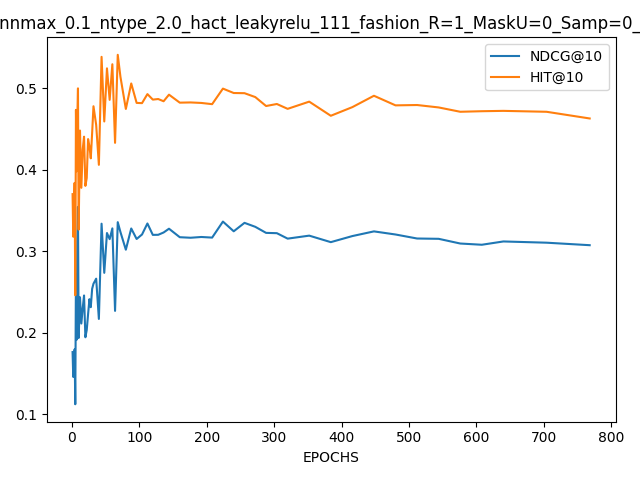 nnmax_0.1_ntype_2.0_hact_leakyrelu_111_fashion_R=1_MaskU=0_Samp=0_
NDCG@10
HIT@10
0.5
0.4
0.3
0.2
0.1
0 100 200 300 400 500 600 700 800
EPOCHS